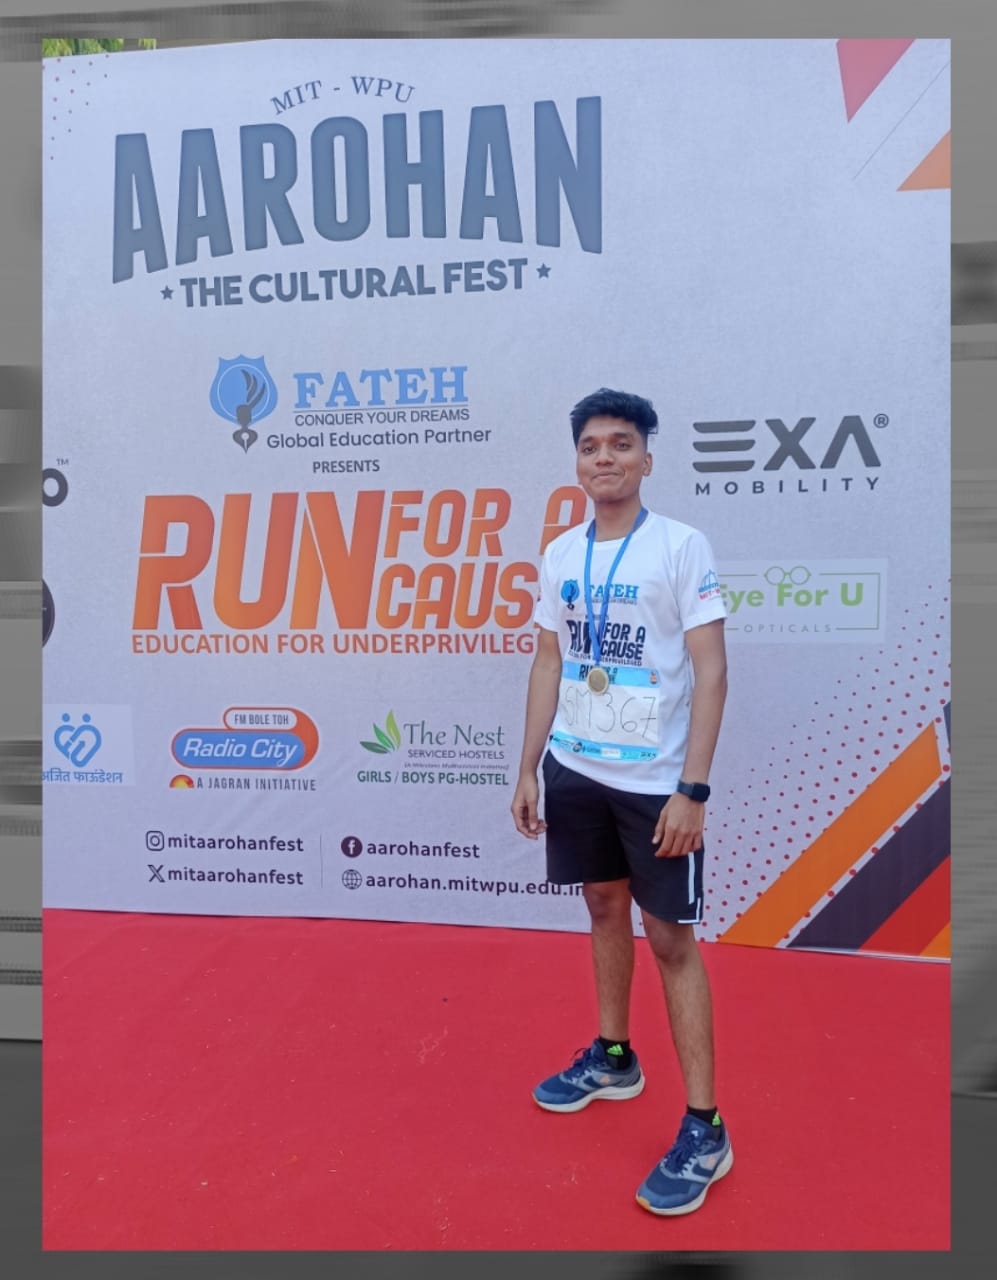 MIT - WPU
AAROHAN
THE CULTURAL FEST
FATEH
CONQUER YOUR DREAMS
Global Education Partner
PRESENTS
EXA®
MOBILITY
RUN FOR A
CAUS
EDUCATION FOR UNDERPRIVILEG
Eye For U
OPTICALS
FATEH
RUN FOR A
CAUSE
SM 367
अजित फाऊंडेशन
FM BOLE TOH
Radio City
A JAGRAN INITIATIVE
The Nest
SERVICED HOSTELS
GIRLS / BOYS PG-HOSTEL
mitaarohanfest
aarohanfest
mitaarohanfest
aarohan.mitwpu.edu.in